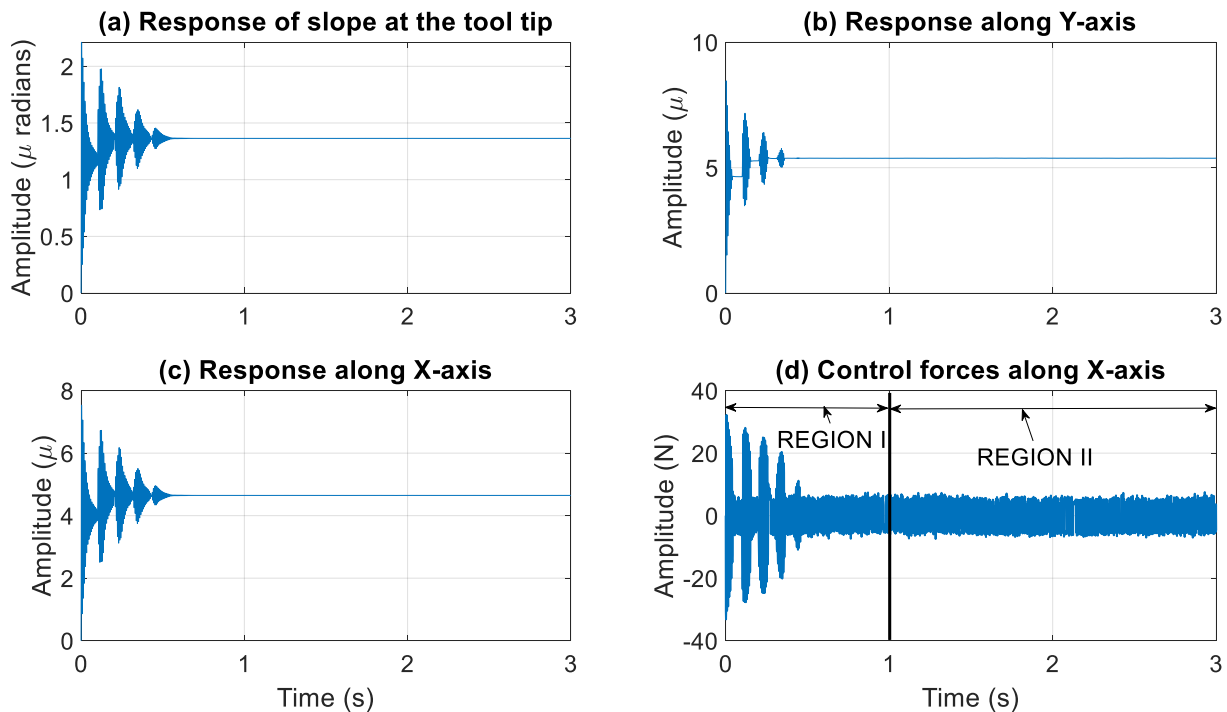 (a) Response of slope at the tool tip
Amplitude (μ radians)
2
1.5
1
0.5
0
0 1 2 3
(b) Response along Y-axis
Amplitude (μ)
10
5
0
0 1 2 3
(c) Response along X-axis
Amplitude (μ)
8
6
4
2
0
0 1 2 3
Time (s)
(d) Control forces along X-axis
Amplitude (N)
40
20
0
-20
-40
REGION I
REGION II
0 1 2 3
Time (s)